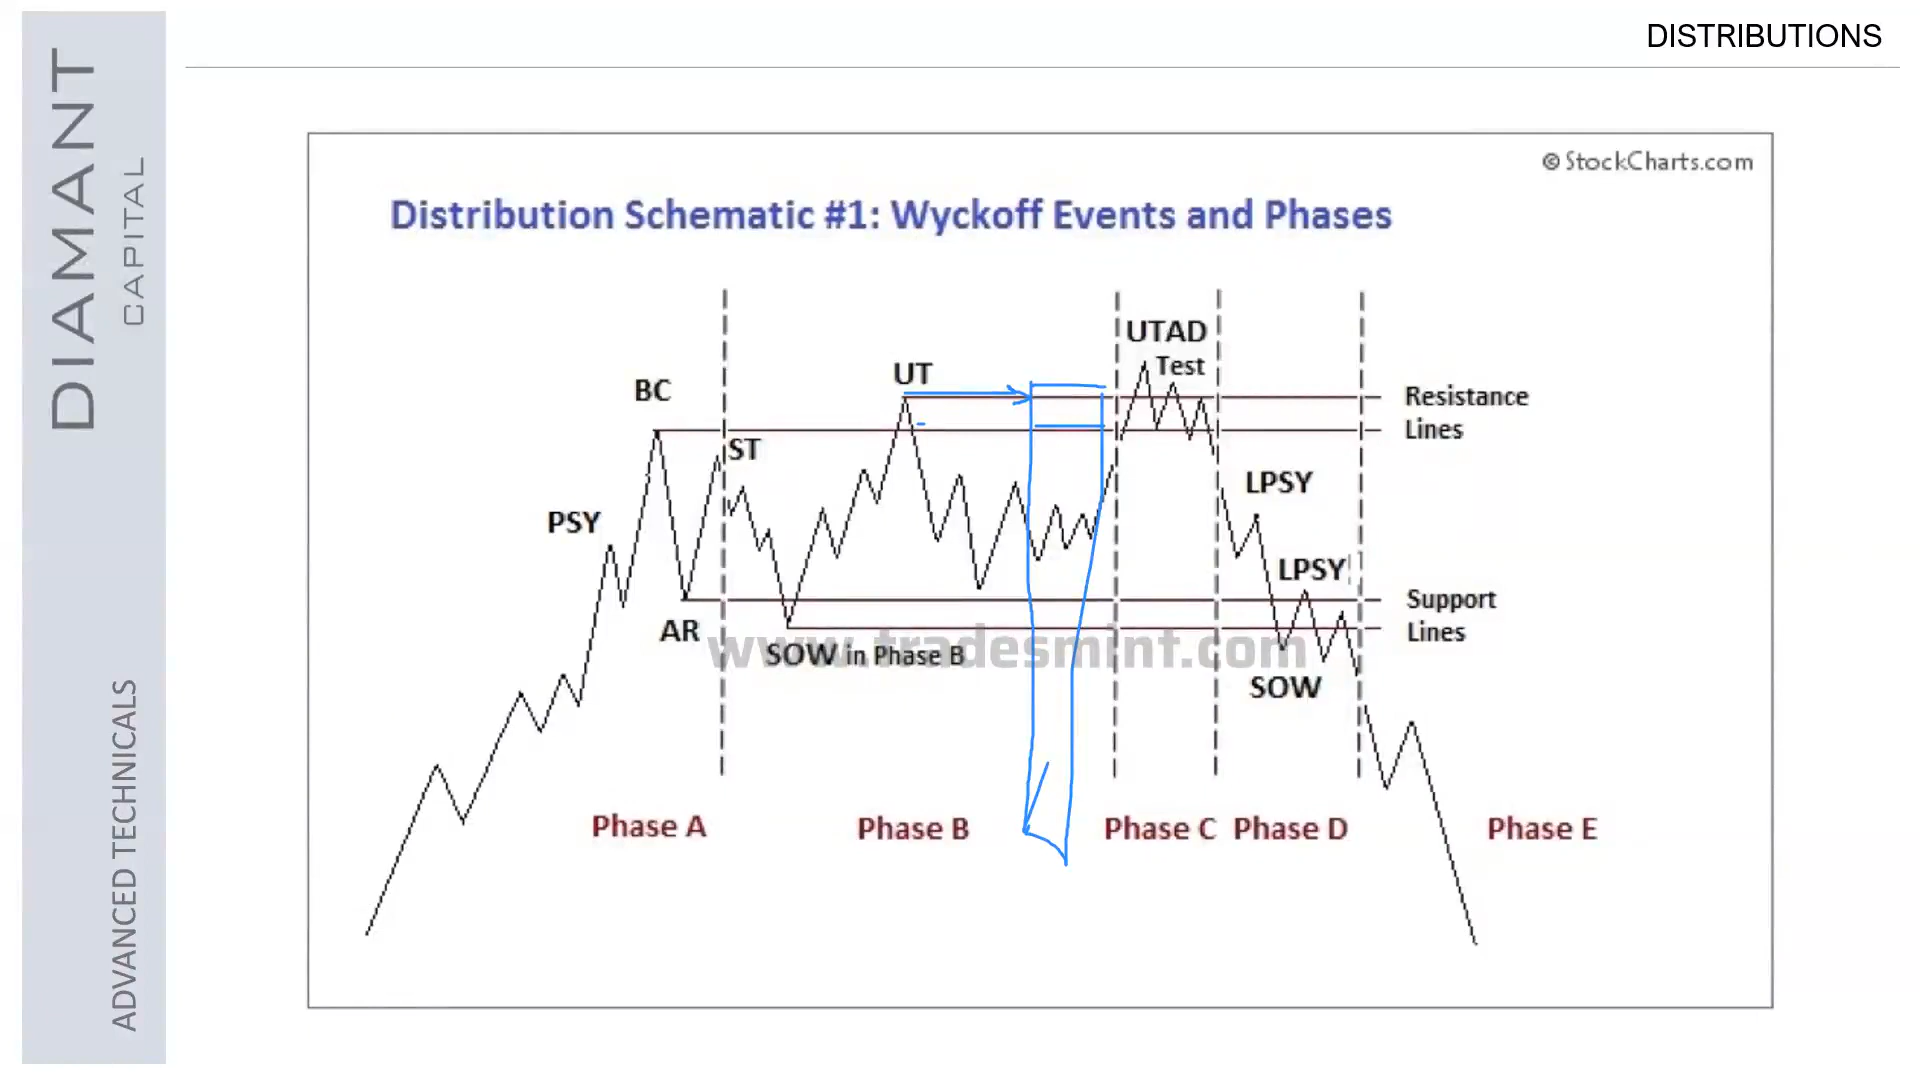 DISTRIBUTIONS
DIAMANT
CAPITAL
ADVANCED TECHNICALS
© StockCharts.com
Distribution Schematic #1: Wyckoff Events and Phases
UTAD
Test
UT
BC
Resistance
Lines
ST
LPSY
PSY
LPSY
Support
Lines
AR
www.tradesmint.com
SOW in Phase B
SOW
Phase A
Phase B
Phase C
Phase D
Phase E